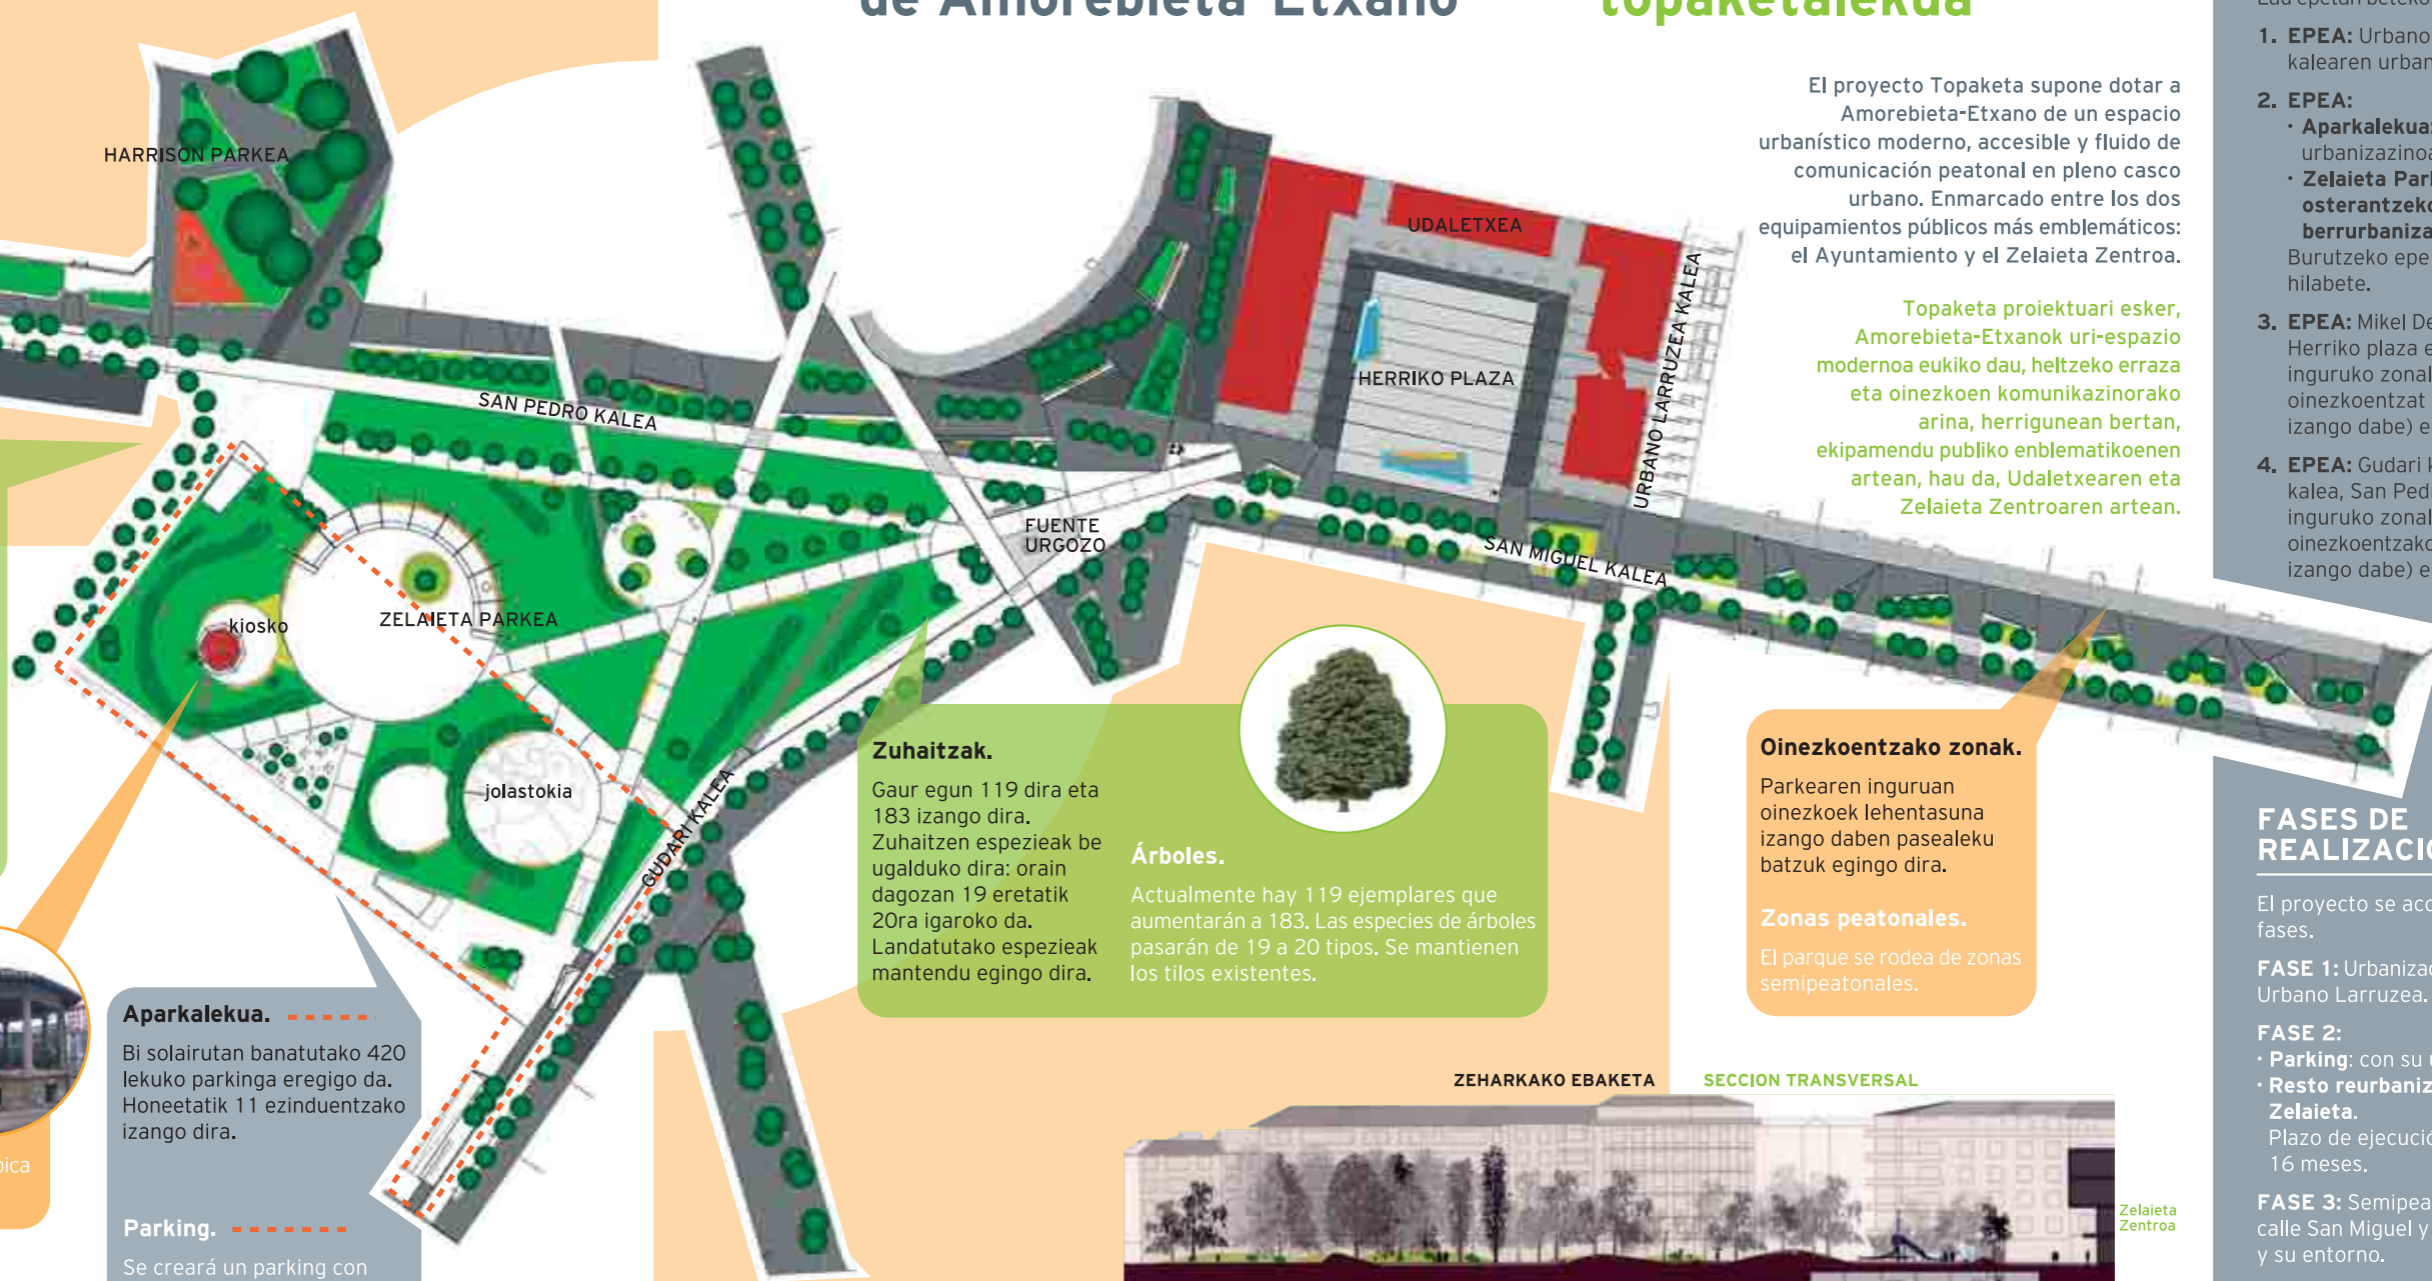 de Amorebieta-Etxano
topaketalekua
HARRISON PARKEA
SAN PEDRO KALEA
UDALETXEA
HERRIKO PLAZA
URBANO LARRUZEA KALEA
FUENTE
URGOZO
SAN MIGUEL KALEA
kiosko
ZELAIETA PARKEA
jolastokia
GUDARI KALEA
El proyecto Topaketa supone dotar a
Amorebieta-Etxano de un espacio
urbanístico moderno, accesible y fluido de
comunicación peatonal en pleno casco
urbano. Enmarcado entre los dos
equipamientos públicos más emblemáticos:
el Ayuntamiento y el Zelaieta Zentroa.
Topaketa proiektuari esker,
Amorebieta-Etxanok uri-espazio
modernoa eukiko dau, heltzeko erraza
eta oinezkoen komunikazinorako
arina, herrigunean bertan,
ekipamendu publiko enblematikoenen
artean, hau da, Udaletxearen eta
Zelaieta Zentroaren artean.
Zuhaitzak.
Gaur egun 119 dira eta
183 izango dira.
Zuhaitzen espezieak be
ugalduko dira: orain
dagozan 19 eretatik
20ra igaroko da.
Landatutako espezieak
mantendu egingo dira.
Árboles.
Actualmente hay 119 ejemplares que
aumentarán a 183. Las especies de árboles
pasarán de 19 a 20 tipos. Se mantienen
los tilos existentes.
Oinezkoentzako zonak.
Parkearen inguruan
oinezkoek lehentasuna
izango daben pasealeku
batzuk egingo dira.
Zonas peatonales.
El parque se rodea de zonas
semipeatonales.
Aparkalekua.
Bi solairutan banatutako 420
lekuko parkinga eregigo da.
Honeetatik 11 ezinduentzako
izango dira.
Parking.
Se creará un parking con
ZEHARKAKO EBAKETA SECCION TRANSVERSAL
Zelaieta
Zentroa
1. EPEA: Urbano
kalearen urban
2. EPEA:
· Aparkalekua:
urbanizazinoa
· Zelaieta Par
osterantzeko
berrurbaniza
Burutzeko epe
hilabete.
3. EPEA: Mikel De
Herriko plaza e
inguruko zonal
oinezkoentzat
izango dabe) e
4. EPEA: Gudari k
kalea, San Ped
inguruko zonal
oinezkoentzako
izango dabe) e
FASES DE
REALIZACIÓ
El proyecto se aco
fases.
FASE 1: Urbanizac
Urbano Larruzea.
FASE 2:
· Parking: con su u
· Resto reurbaniz
Zelaieta.
Plazo de ejecució
16 meses.
FASE 3: Semipea
calle San Miguel y
y su entorno.